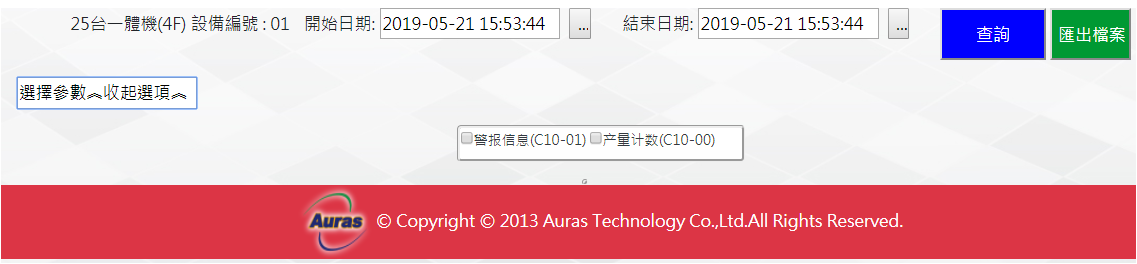 25台一體機(4F) 設備編號 : 01 開始日期: 2019-05-21 15:53:44 ... 結束日期: 2019-05-21 15:53:44 ... 查詢 匯出檔案
選擇參數︽收起選項︽
警报信息(C10-01) 产量计数(C10-00)
Auras © Copyright © 2013 Auras Technology Co.,Ltd.All Rights Reserved.